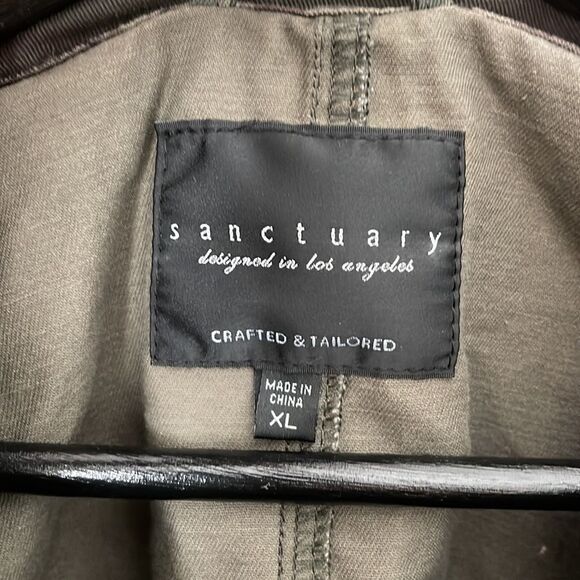 sanctuary
designed in los angeles
CRAFTED & TAILORED
MADE IN
CHINA
XL